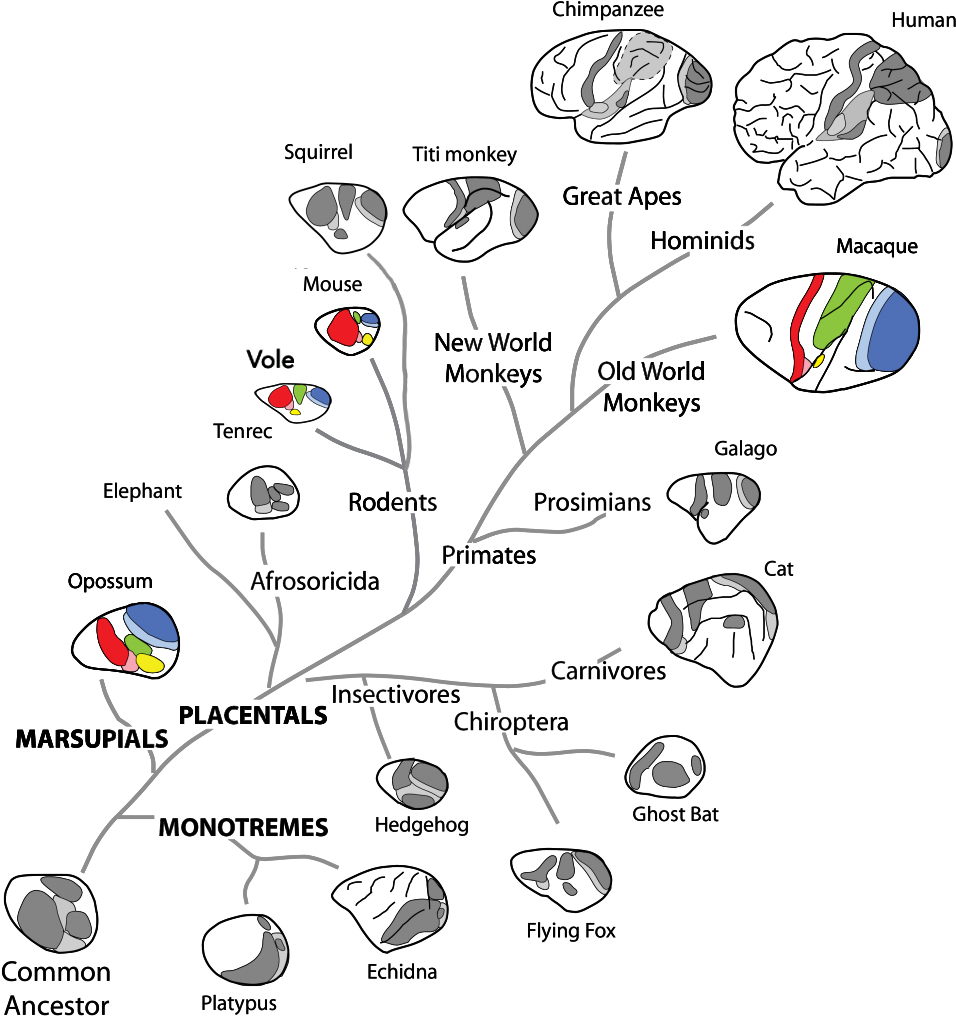 Chimpanzee
Human
Squirrel
Titi monkey
Great Apes
Hominids
Macaque
Mouse
New World
Monkeys
Vole
Old World
Monkeys
Tenrec
Galago
Elephant
Rodents
Prosimians
Primates
Opossum
Afrosoricida
Cat
Carnivores
Insectivores
PLACENTALS
Chiroptera
MARSUPIALS
Ghost Bat
Hedgehog
MONOTREMES
Flying Fox
Common
Ancestor
Echidna
Platypus